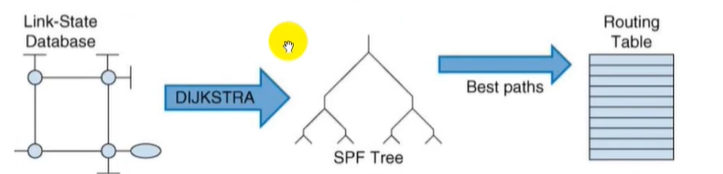 Link-State
Database
DIJKSTRA
SPF Tree
Best paths
Routing
Table